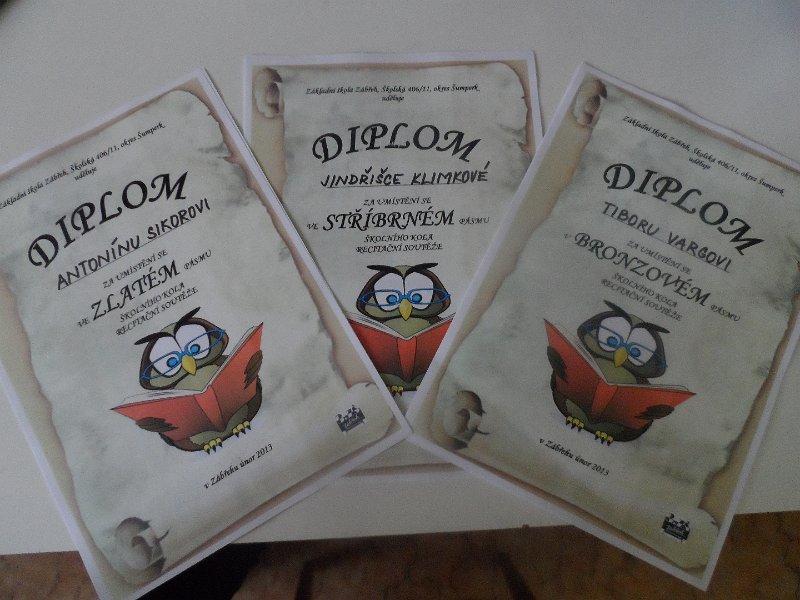 Základní škola Zábřeh, Školská 406/11, okres Šumperk
uděluje
DIPLOM
ANTONÍNU SIKOROVI
ZA UMÍSTĚNÍ SE
VE ZLATÉM PÁSMU
ŠKOLNÍHO KOLA
RECITAČNÍ SOUTĚŽE
v Zábřehu únor 2013
Základní škola Zábřeh, Školská 406/11, okres Šumperk
uděluje
DIPLOM
JINDŘIŠCE KLIMKOVÉ
ZA UMÍSTĚNÍ SE
VE STŘÍBRNÉM PÁSMU
ŠKOLNÍHO KOLA
RECITAČNÍ SOUTĚŽE
Základní škola Zábřeh, Školská 406/11, okres Šumperk
uděluje
DIPLOM
TIBORU VARGOVI
ZA UMÍSTĚNÍ SE
V BRONZOVÉM PÁSMU
ŠKOLNÍHO KOLA
RECITAČNÍ SOUTĚŽE
v Zábřehu únor 2013